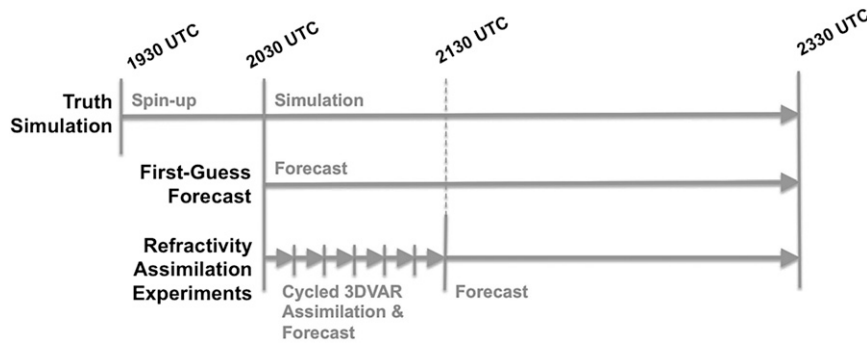 1930 UTC
2030 UTC
2130 UTC
2330 UTC
Truth
Simulation
Spin-up
Simulation
First-Guess
Forecast
Forecast
Refractivity
Assimilation
Experiments
Cycled 3DVAR
Assimilation &
Forecast
Forecast